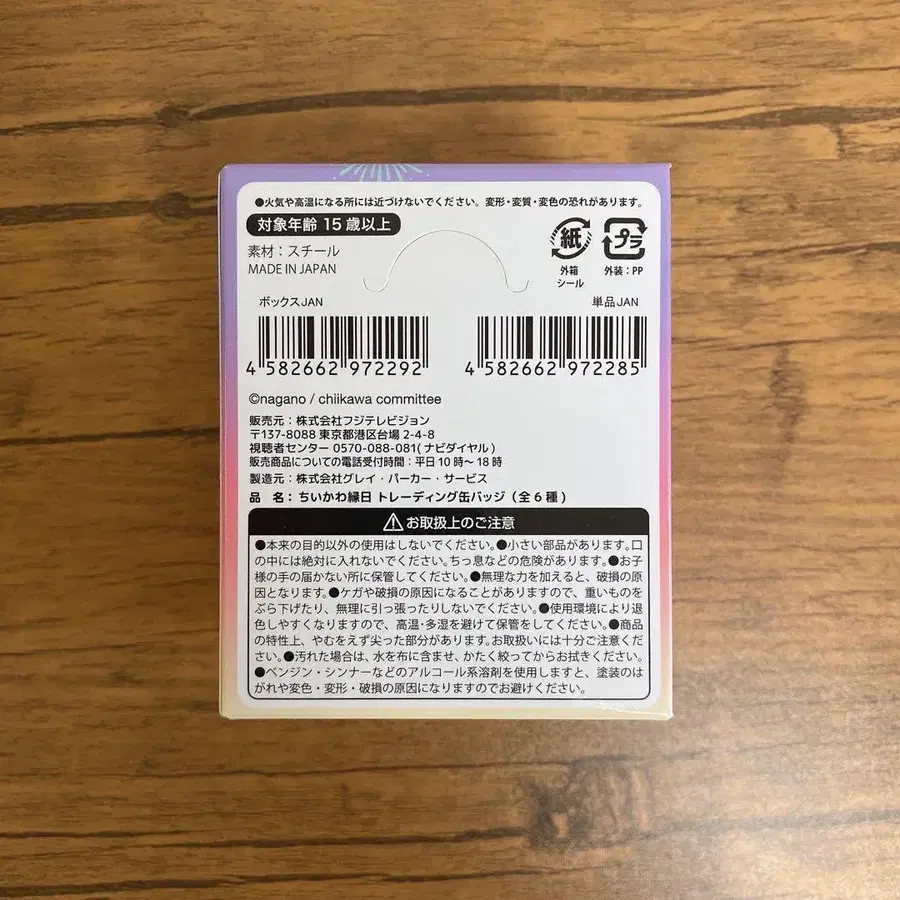 ●火気や高温になる所には近づけないでください。変形・変質・変色の恐れがあります。
対象年齢 15 歳以上
素材：スチール
MADE IN JAPAN
紙
外箱
シール
プラ
外装：PP
ボックスJAN
単品JAN
4 582662 972292
4 582662 972285
©nagano / chiikawa committee
販売元：株式会社フジテレビジョン
〒137-8088 東京都港区台場 2-4-8
視聴者センター 0570-088-081(ナビダイヤル)
販売商品についての電話受付時間：平日 10 時〜 18 時
製造元：株式会社グレイ・パーカー・サービス
品　名：ちいかわ縁日 トレーディング缶バッジ（全 6 種）
お取扱上のご注意
●本来の目的以外の使用はしないでください。●小さい部品があります。口
の中には絶対に入れないでください。ちっ息などの危険があります。●お子
様の手の届かない所に保管してください。●無理な力を加えると、破損の原
因となります。●ケガや破損の原因になることがありますので、重いものを
ぶら下げたり、無理に引っ張ったりしないでください。●使用環境により退
色しやすくなりますので、高温・多湿を避けて保管をしてください。●商品
の特性上、やむをえず尖った部分があります。お取扱いには十分ご注意くださ
い。●汚れた場合は、水を布に含ませ、かたく絞ってからお拭きください。
●ベンジン・シンナーなどのアルコール系溶剤を使用しますと、塗装のは
がれや変色・変形・破損の原因になりますのでお避けください。